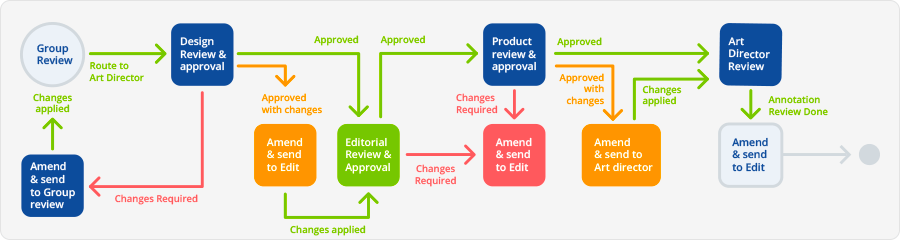 Group
Review
Route to
Art Director
Changes
applied
Amend
& send
to Group
review
Design
Review &
approval
Changes Required
Approved
Approved
with changes
Amend
& send
to Edit
Changes applied
Editorial
Review &
Approval
Approved
Changes
Required
Product
review &
approval
Changes
Required
Amend
& send
to Edit
Approved
Approved
with
changes
Amend
& send to
Art director
Changes
applied
Art
Director
Review
Annotation
Review Done
Amend
& send
to Edit